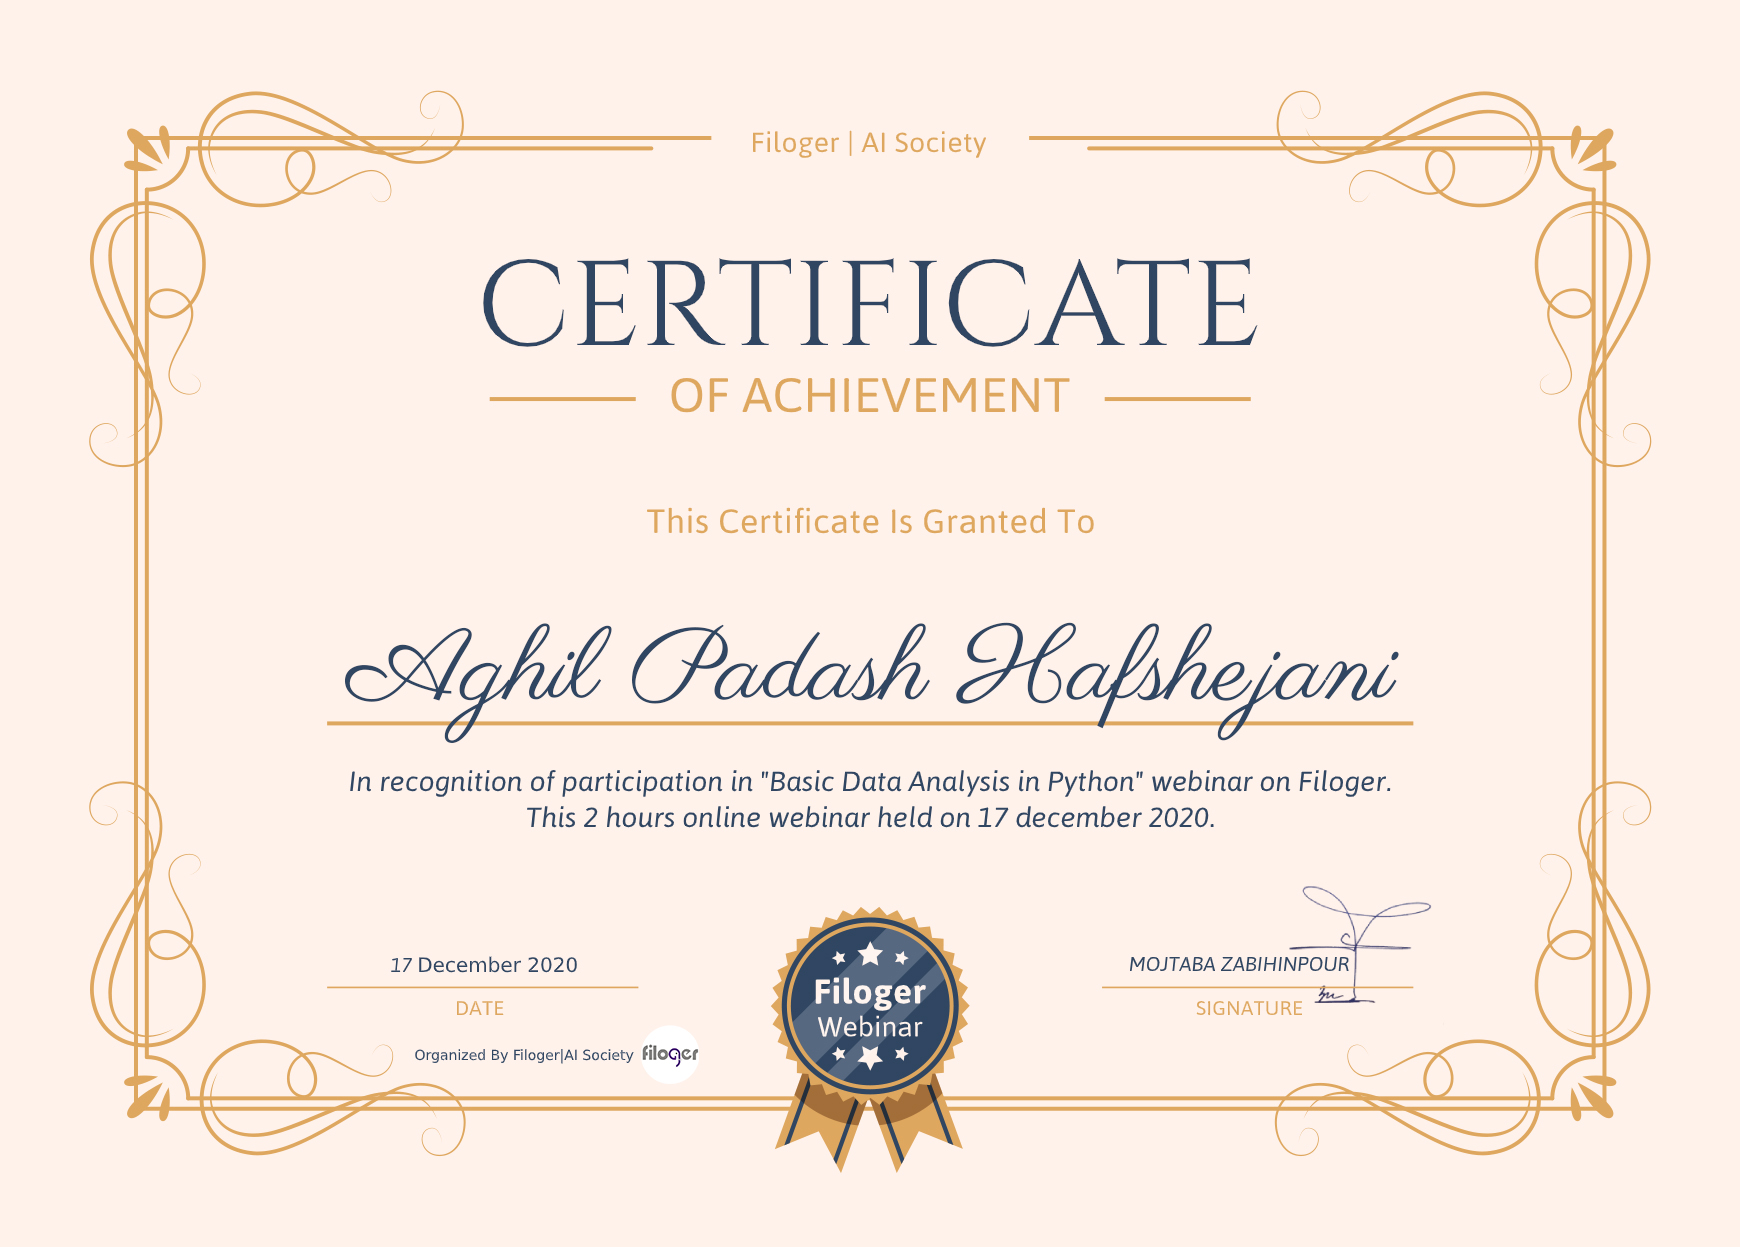 Filoger | AI Society
CERTIFICATE
OF ACHIEVEMENT
This Certificate Is Granted To
Aghil Padash Hafshejani
In recognition of participation in "Basic Data Analysis in Python" webinar on Filoger.
This 2 hours online webinar held on 17 december 2020.
17 December 2020
DATE
Organized By Filoger|AI Society
filoger
Filoger
Webinar
MOJTABA ZABIHINPOUR
SIGNATURE